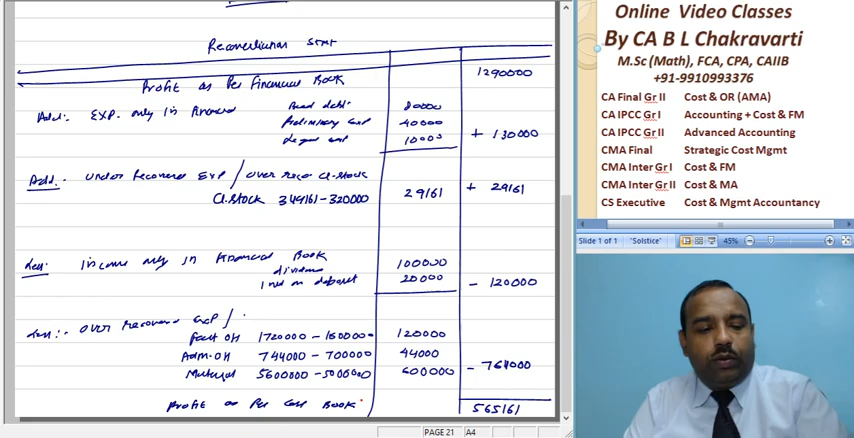 Reconciliation STMT
Profit as Per Financial Book 1290000
Add:- EXP. only in Financial Bad debt 80000
Preliminary exp 40000
10000 + 130000
Add:- under Recovered Exp / over reco Cl. stock
Cl. stock 349161-320000 29161 + 29161
Less: Income only in Financial Book
dividend 100000
Int on deposit 20000 - 120000
Less:- over recovered exp /
Fact OH 1720000 - 1600000 120000
Adm. OH 744000 - 700000 44000
Material 5600000 - 5000000 600000 - 764000
Profit as Per Cost Book 565161
PAGE 21 A4
Online Video Classes
By CA B L Chakravarti
M.Sc (Math), FCA, CPA, CAIIB
+91-9910993376
CA Final Gr II Cost & OR (AMA)
CA IPCC Gr I Accounting + Cost & FM
CA IPCC Gr II Advanced Accounting
CMA Final Strategic Cost Mgmt
CMA Inter Gr I Cost & FM
CMA Inter Gr II Cost & MA
CS Executive Cost & Mgmt Accountancy
Slide 1 of 1 "Solstice" 45%